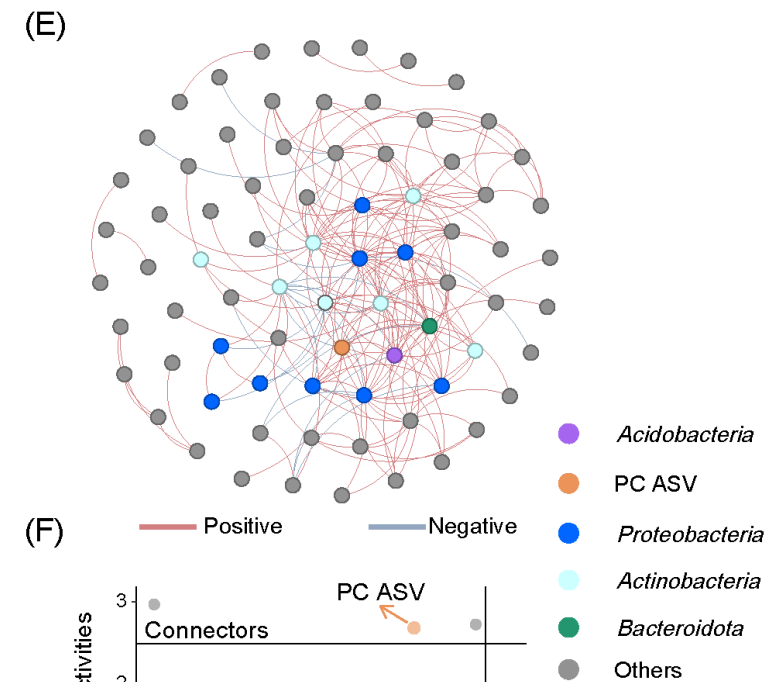 (E)
Acidobacteria
PC ASV
Proteobacteria
Actinobacteria
Bacteroidota
Others
Positive
Negative
(F)
PC ASV
3
Connectors